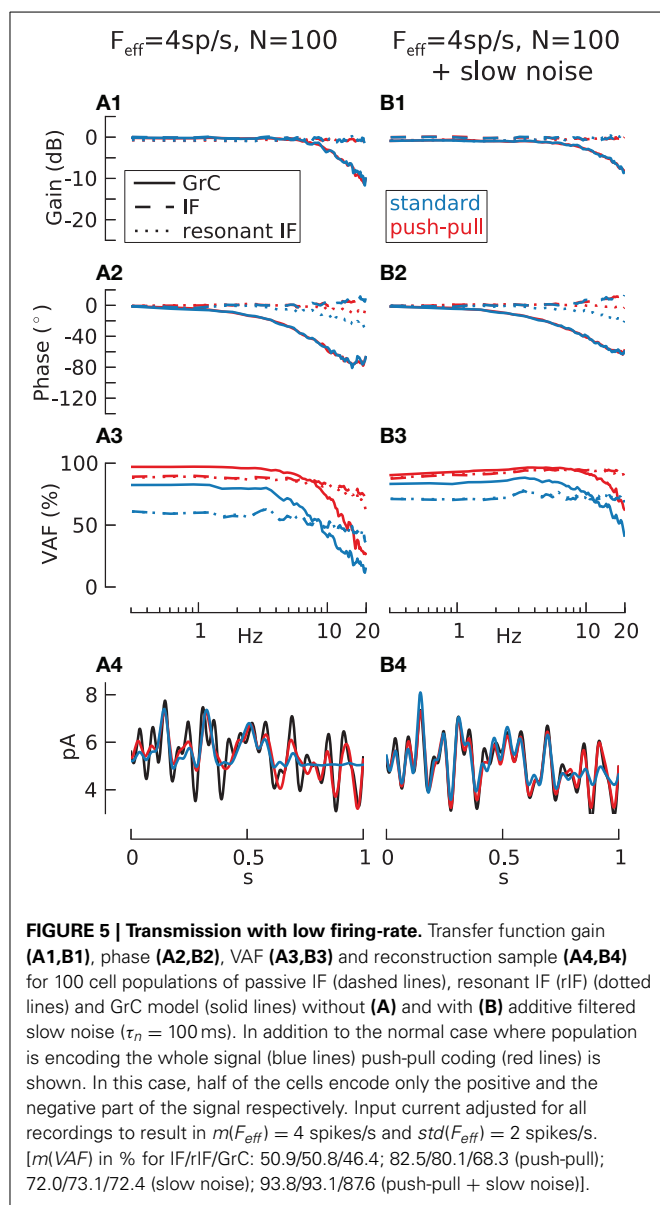 F_eff=4sp/s, N=100
F_eff=4sp/s, N=100
+ slow noise
A1
B1
Gain (dB)
0
-10
-20
GrC
IF
resonant IF
standard
push-pull
A2
B2
Phase (°)
0
-40
-80
-120
A3
B3
VAF (%)
100
50
0
1 Hz 10 20
1 Hz 10 20
A4
B4
pA
8
6
4
0 0.5 1
s
0 0.5 1
s
FIGURE 5 | Transmission with low firing-rate. Transfer function gain
(A1,B1), phase (A2,B2), VAF (A3,B3) and reconstruction sample (A4,B4)
for 100 cell populations of passive IF (dashed lines), resonant IF (rIF) (dotted
lines) and GrC model (solid lines) without (A) and with (B) additive filtered
slow noise (τn = 100 ms). In addition to the normal case where population
is encoding the whole signal (blue lines) push-pull coding (red lines) is
shown. In this case, half of the cells encode only the positive and the
negative part of the signal respectively. Input current adjusted for all
recordings to result in m(F_eff) = 4 spikes/s and std(F_eff) = 2 spikes/s.
[m(VAF) in % for IF/rIF/GrC: 50.9/50.8/46.4; 82.5/80.1/68.3 (push-pull);
72.0/73.1/72.4 (slow noise); 93.8/93.1/87.6 (push-pull + slow noise)].